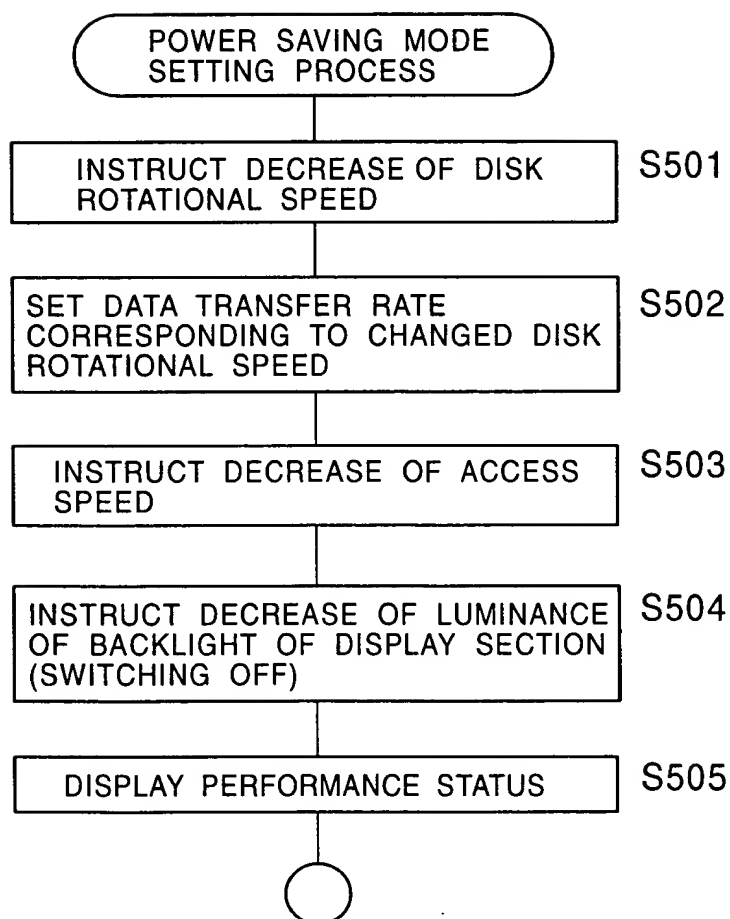 POWER SAVING MODE
SETTING PROCESS
INSTRUCT DECREASE OF DISK
ROTATIONAL SPEED
S501
SET DATA TRANSFER RATE
CORRESPONDING TO CHANGED DISK
ROTATIONAL SPEED
S502
INSTRUCT DECREASE OF ACCESS
SPEED
S503
INSTRUCT DECREASE OF LUMINANCE
OF BACKLIGHT OF DISPLAY SECTION
(SWITCHING OFF)
S504
DISPLAY PERFORMANCE STATUS
S505